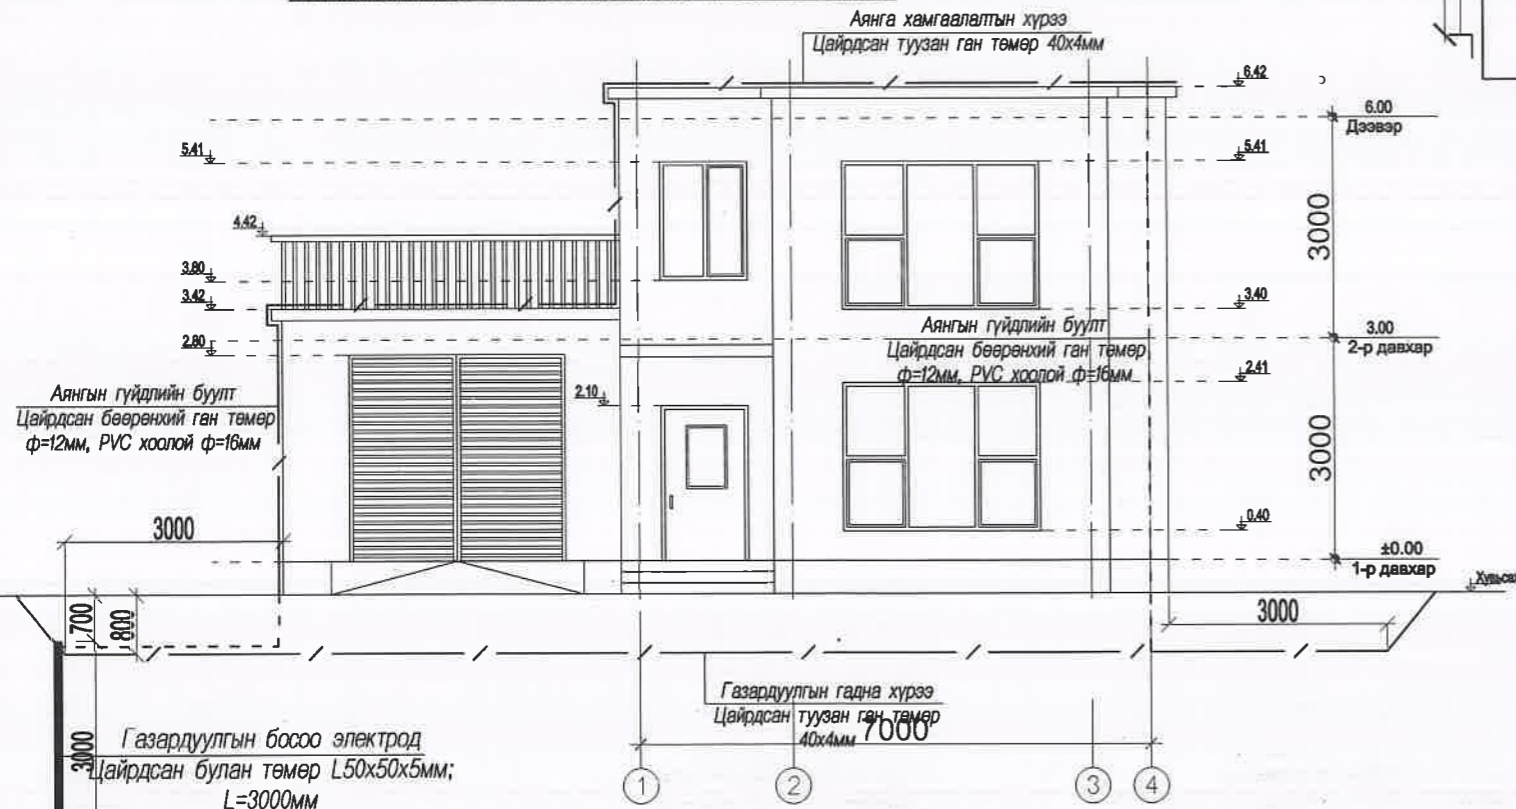 Аянга хамгаалалтын хүрээ
Цайрдсан туузан ган төмөр 40x4мм
6.42
6.00
Дээвэр
5.41
5.41
3000
4.42
3.80
3.42
3.40
Аянгын гүйдлийн буулт
Цайрдсан бөөрөнхий ган төмөр
ф=12мм, PVC хоолой ф=16мм
3.00
2-р давхар
2.80
2.41
2.10
Аянгын гүйдлийн буулт
Цайрдсан бөөрөнхий ган төмөр
ф=12мм, PVC хоолой ф=16мм
3000
0.40
3000
±0.00
1-р давхар
700
800
3000
Газардуулгын гадна хүрээ
Цайрдсан туузан ган төмөр
40x4мм
7000
3000
Газардуулгын босоо электрод
Цайрдсан булан төмөр L50x50x5мм;
L=3000мм
1
2
3
4